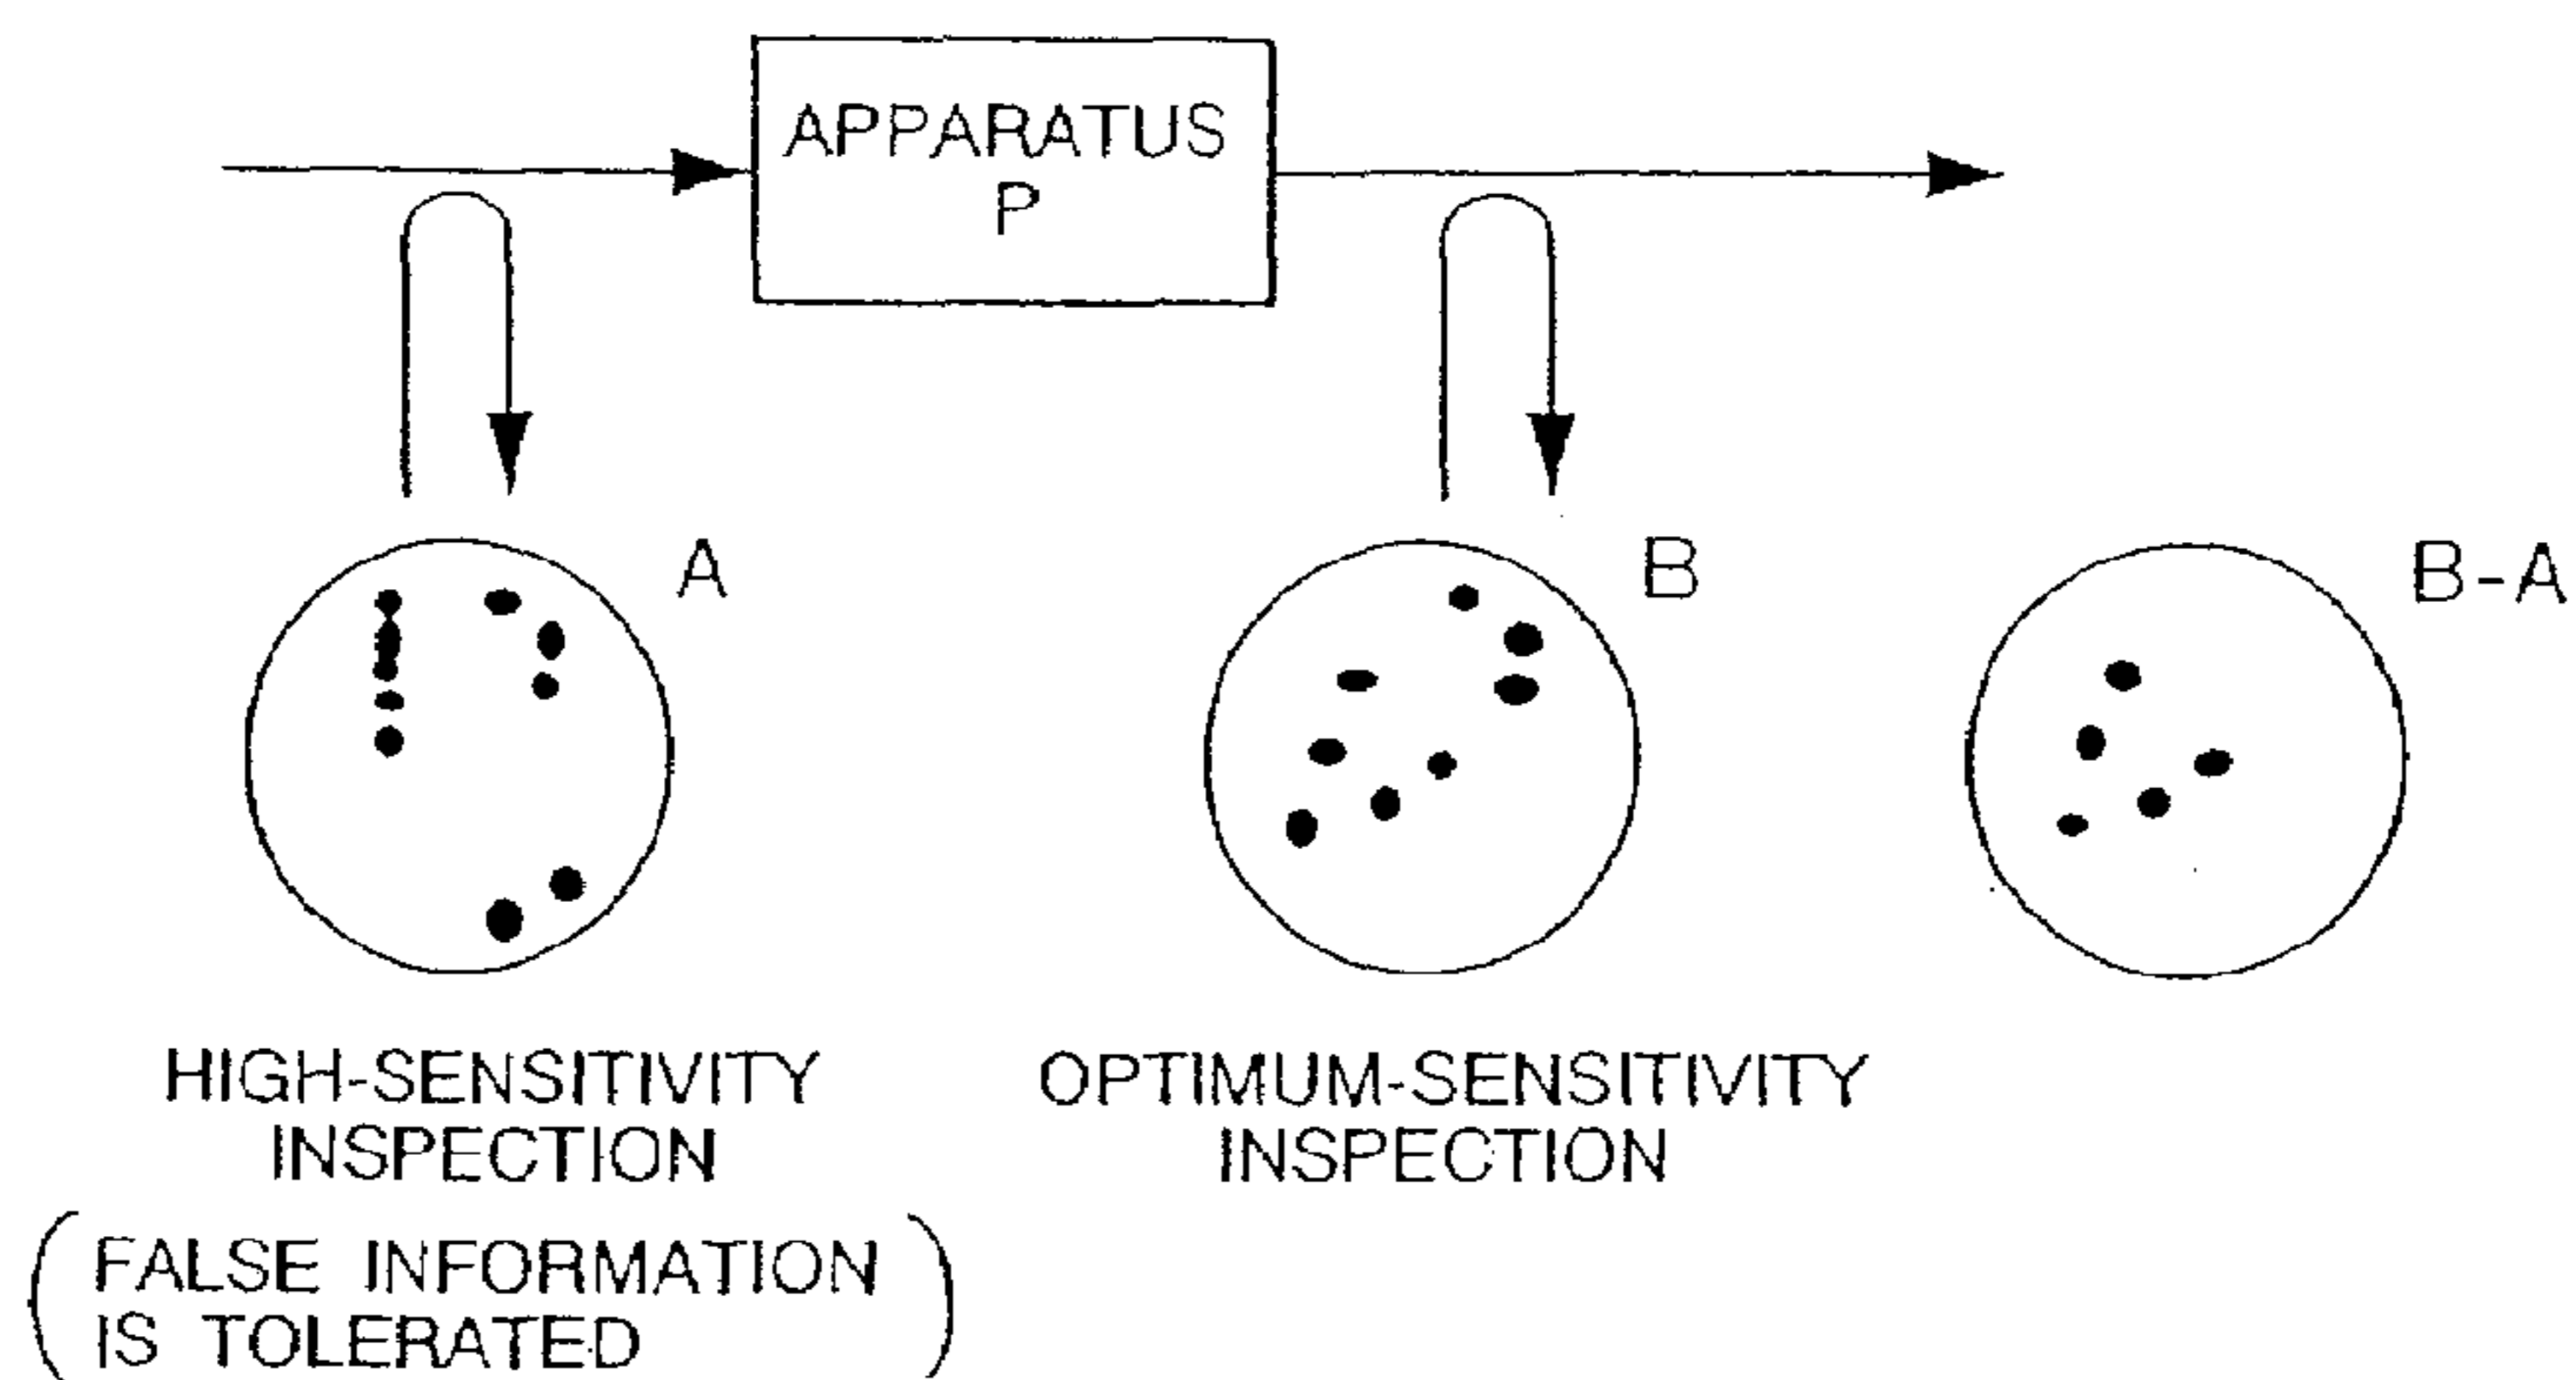 APPARATUS
P
A
B
B-A
HIGH-SENSITIVITY
INSPECTION
(FALSE INFORMATION
IS TOLERATED)
OPTIMUM-SENSITIVITY
INSPECTION